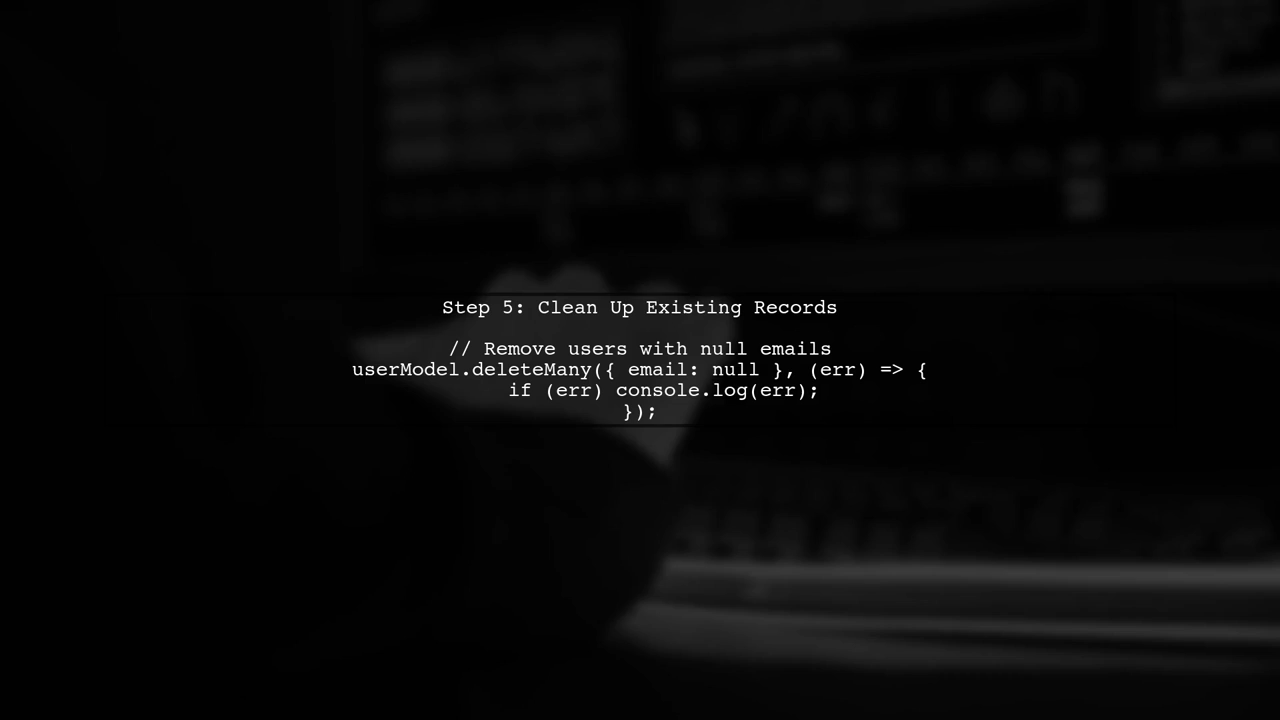 Step 5: Clean Up Existing Records
// Remove users with null emails
userModel.deleteMany({ email: null }, (err) => {
if (err) console.log(err);
});